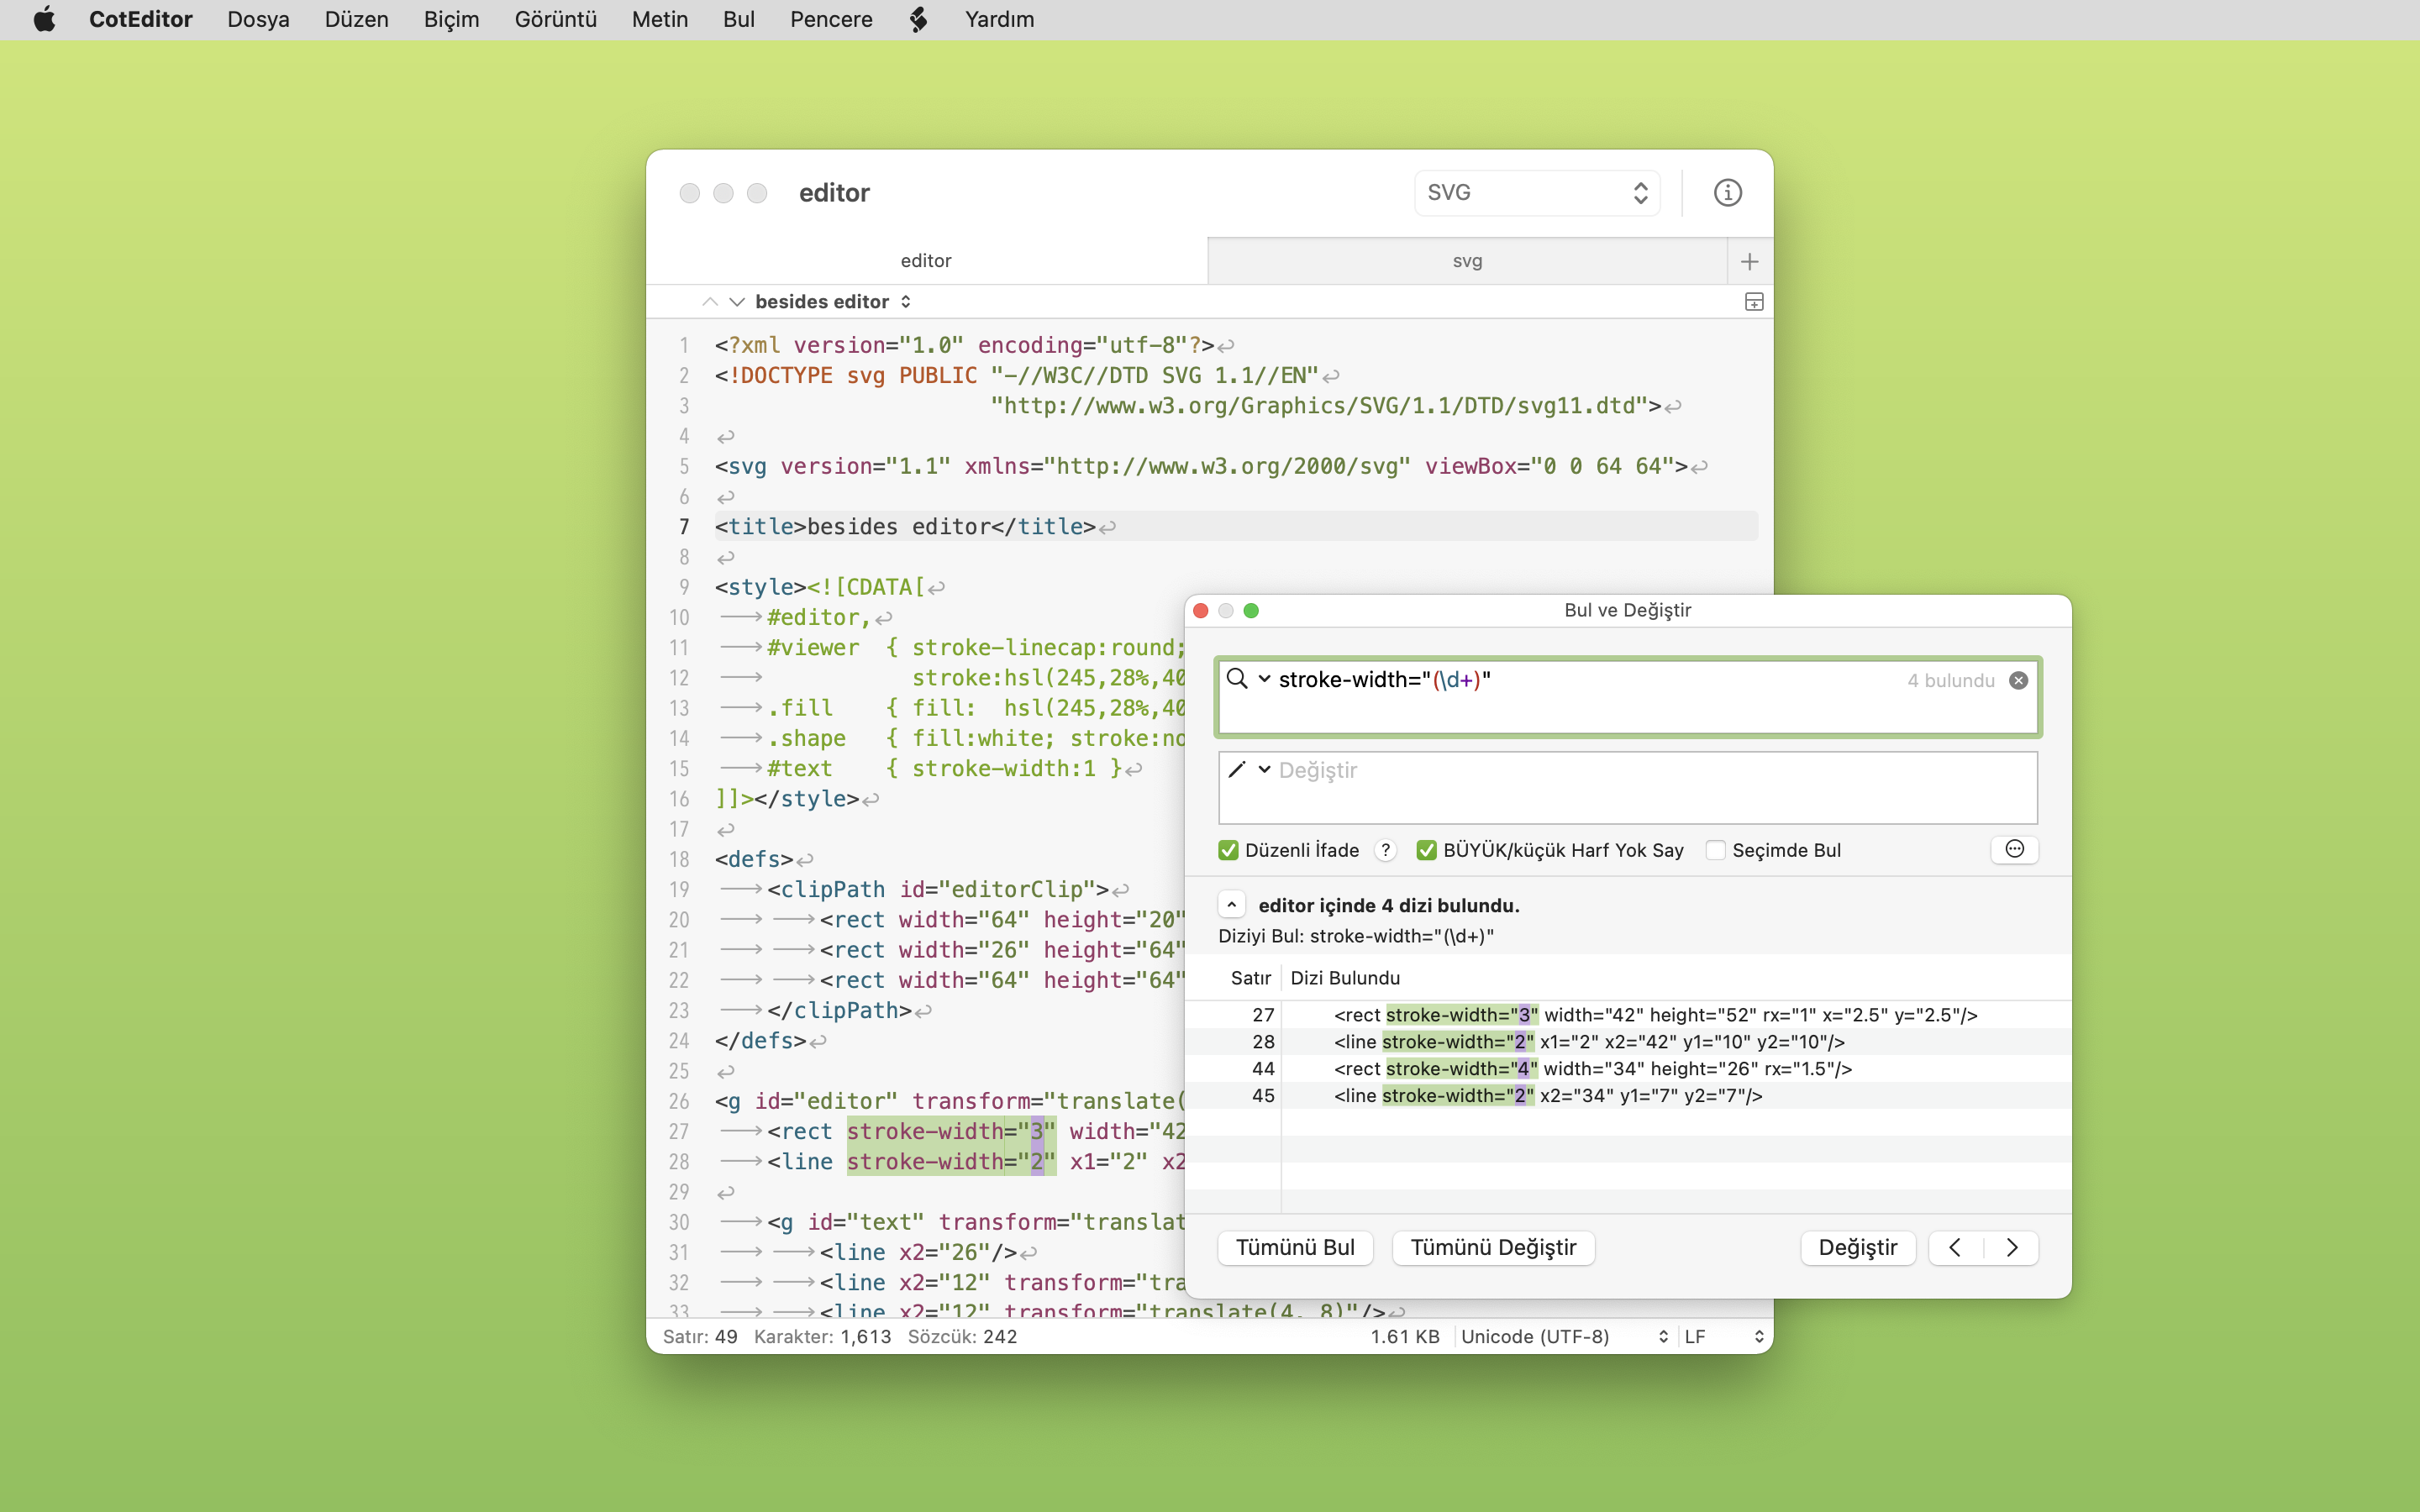 CotEditor Dosya Düzen Biçim Görüntü Metin Bul Pencere Yardım
editor
SVG
editor
svg
besides editor
1 <?xml version="1.0" encoding="utf-8"?>↩
2 <!DOCTYPE svg PUBLIC "-//W3C//DTD SVG 1.1//EN"↩
3 "http://www.w3.org/Graphics/SVG/1.1/DTD/svg11.dtd">↩
4 ↩
5 <svg version="1.1" xmlns="http://www.w3.org/2000/svg" viewBox="0 0 64 64">↩
6 ↩
7 <title>besides editor</title>↩
8 ↩
9 <style><![CDATA[↩
10 #editor,↩
11 #viewer { stroke-linecap:round;
12 stroke:hsl(245,28%,40
13 .fill { fill: hsl(245,28%,40
14 .shape { fill:white; stroke:no
15 #text { stroke-width:1 }↩
16 ]]></style>↩
17 ↩
18 <defs>↩
19 <clipPath id="editorClip">↩
20 <rect width="64" height="20"
21 <rect width="26" height="64"
22 <rect width="64" height="64"
23 </clipPath>↩
24 </defs>↩
25 ↩
26 <g id="editor" transform="translate(
27 <rect stroke-width="3" width="42
28 <line stroke-width="2" x1="2" x2
29 ↩
30 <g id="text" transform="translat
31 <line x2="26"/>↩
32 <line x2="12" transform="tra
33 <line x2="12" transform="translate(4, 8)"/>↩
Satır: 49 Karakter: 1,613 Sözcük: 242
1.61 KB Unicode (UTF-8) LF
Bul ve Değiştir
stroke-width="(\d+)"
4 bulundu
Değiştir
Düzenli İfade ? BÜYÜK/küçük Harf Yok Say Seçimde Bul
editor içinde 4 dizi bulundu.
Diziyi Bul: stroke-width="(\d+)"
Satır Dizi Bulundu
27 <rect stroke-width="3" width="42" height="52" rx="1" x="2.5" y="2.5"/>
28 <line stroke-width="2" x1="2" x2="42" y1="10" y2="10"/>
44 <rect stroke-width="4" width="34" height="26" rx="1.5"/>
45 <line stroke-width="2" x2="34" y1="7" y2="7"/>
Tümünü Bul Tümünü Değiştir Değiştir